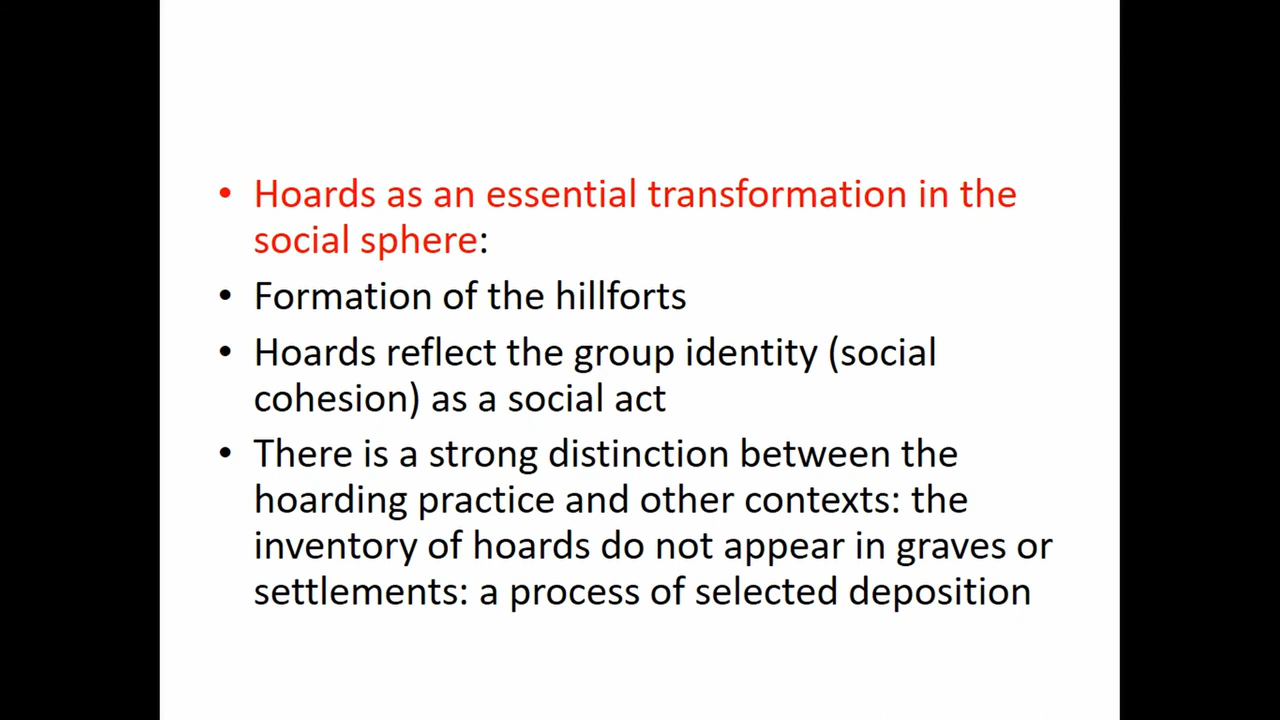 • Hoards as an essential transformation in the
social sphere:
• Formation of the hillforts
• Hoards reflect the group identity (social
cohesion) as a social act
• There is a strong distinction between the
hoarding practice and other contexts: the
inventory of hoards do not appear in graves or
settlements: a process of selected deposition